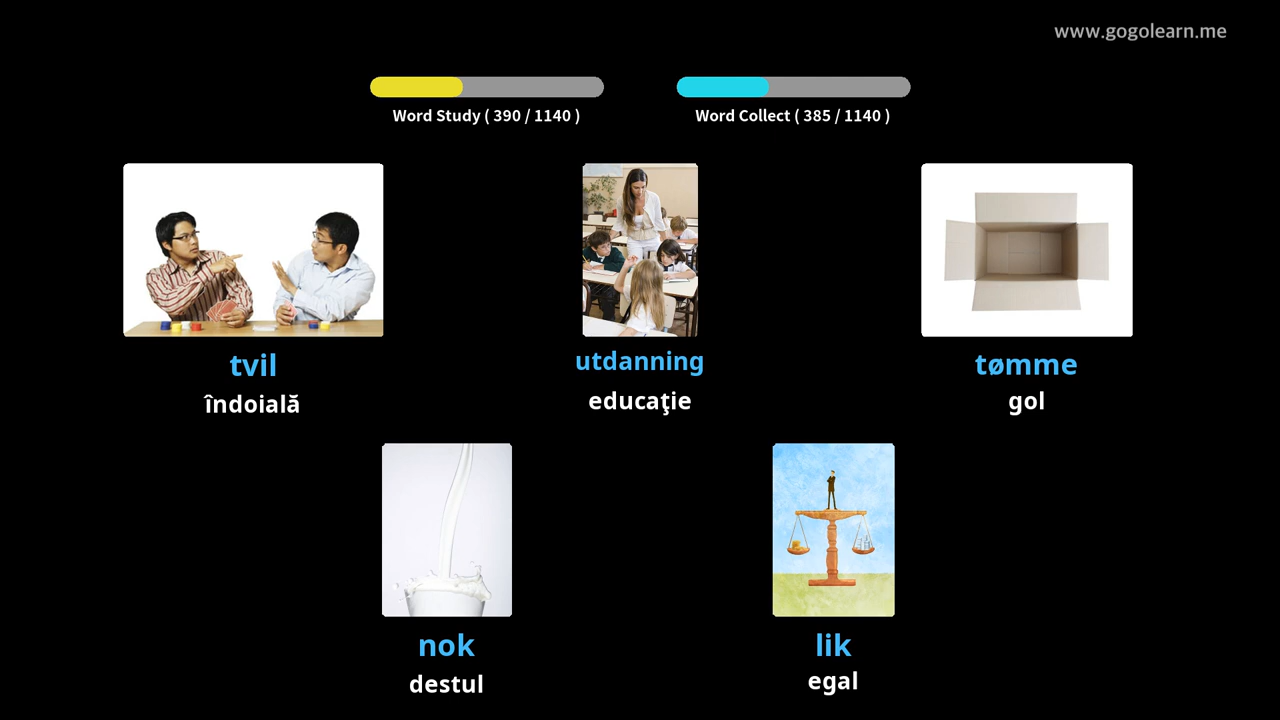 www.gogolearn.me
Word Study ( 390 / 1140 )
Word Collect ( 385 / 1140 )
tvil
îndoială
utdanning
educaţie
tømme
gol
nok
destul
lik
egal